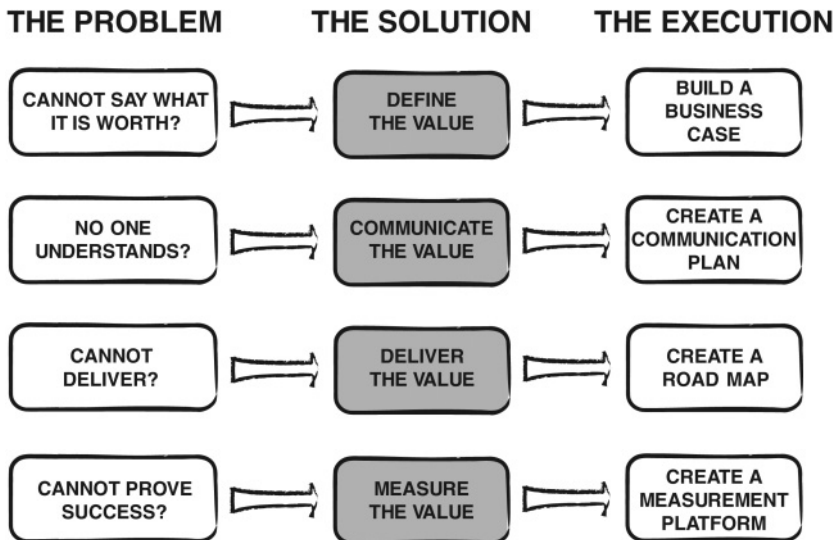 THE PROBLEM THE SOLUTION THE EXECUTION
CANNOT SAY WHAT
IT IS WORTH?
DEFINE
THE VALUE
BUILD A
BUSINESS
CASE
NO ONE
UNDERSTANDS?
COMMUNICATE
THE VALUE
CREATE A
COMMUNICATION
PLAN
CANNOT
DELIVER?
DELIVER
THE VALUE
CREATE A
ROAD MAP
CANNOT PROVE
SUCCESS?
MEASURE
THE VALUE
CREATE A
MEASUREMENT
PLATFORM